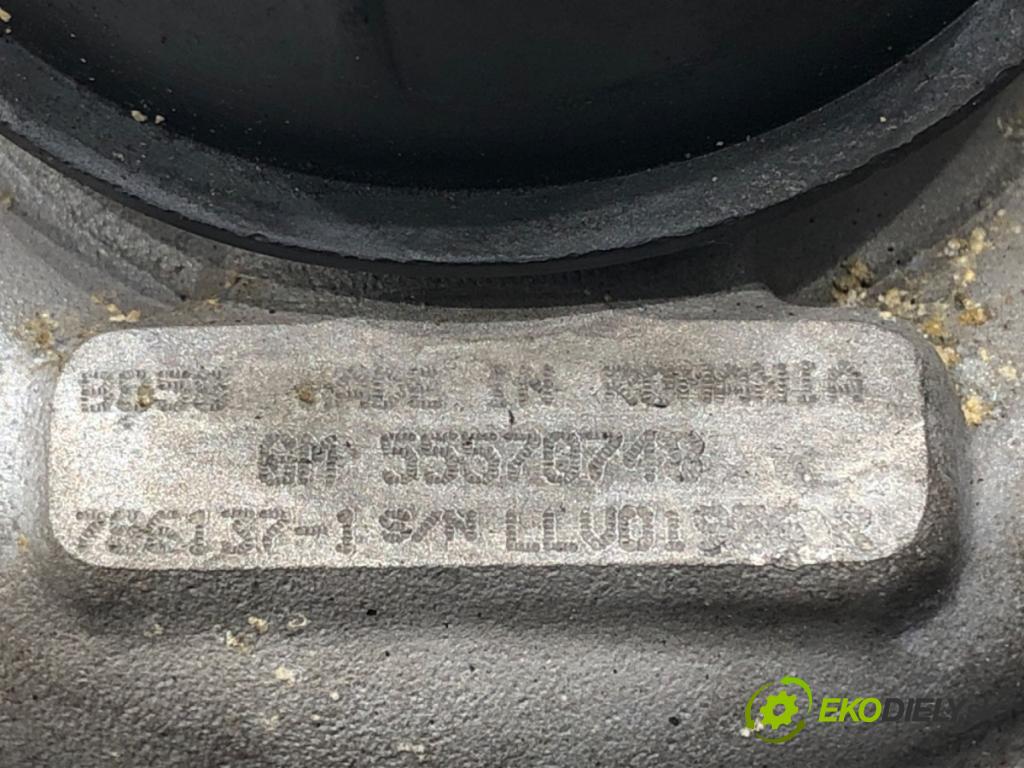 MADE IN ROMANIA
GM 55570748
786137-1 S/N
EKODIELY